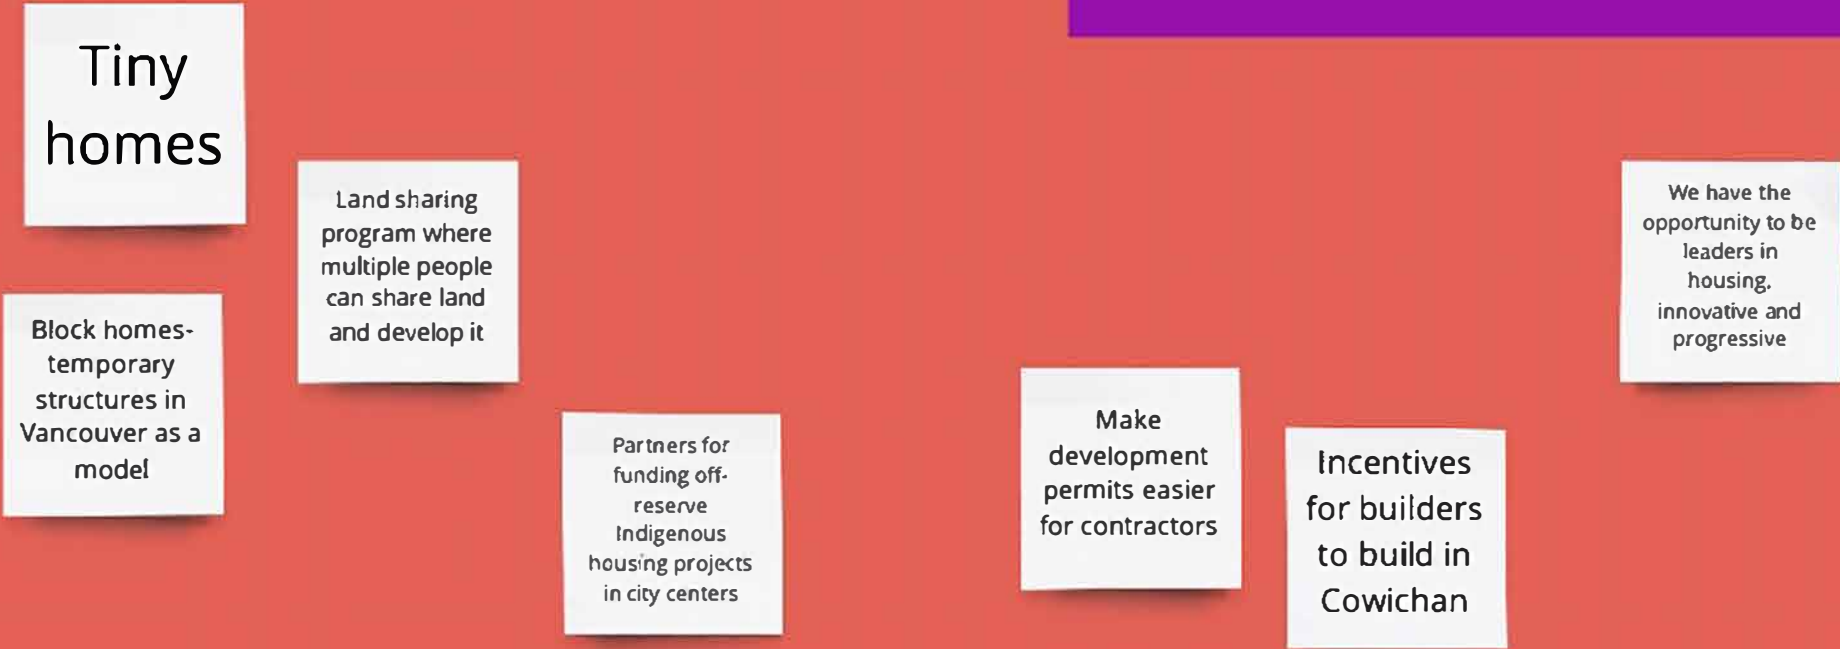 Tiny
homes
Land sharing
program where
multiple people
can share land
and develop it
Block homes-
temporary
structures in
Vancouver as a
model
Partners for
funding off-
reserve
Indigenous
housing projects
in city centers
Make
development
permits easier
for contractors
Incentives
for builders
to build in
Cowichan
We have the
opportunity to be
leaders in
housing,
innovative and
progressive